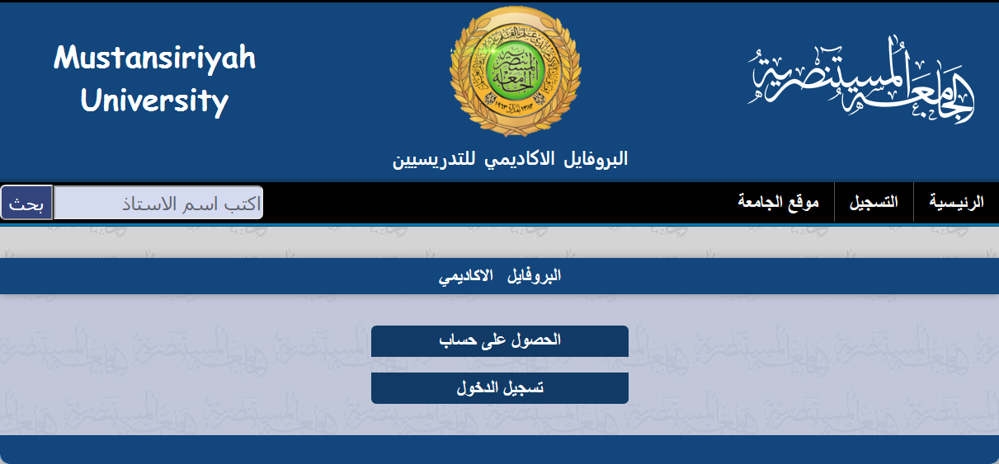 Mustansiriyah
University
الجامعة المستنصرية
البروفايل الاكاديمي للتدريسيين
الرئيسية
التسجيل
موقع الجامعة
اكتب اسم الاستاذ
بحث
البروفايل الاكاديمي
الحصول على حساب
تسجيل الدخول